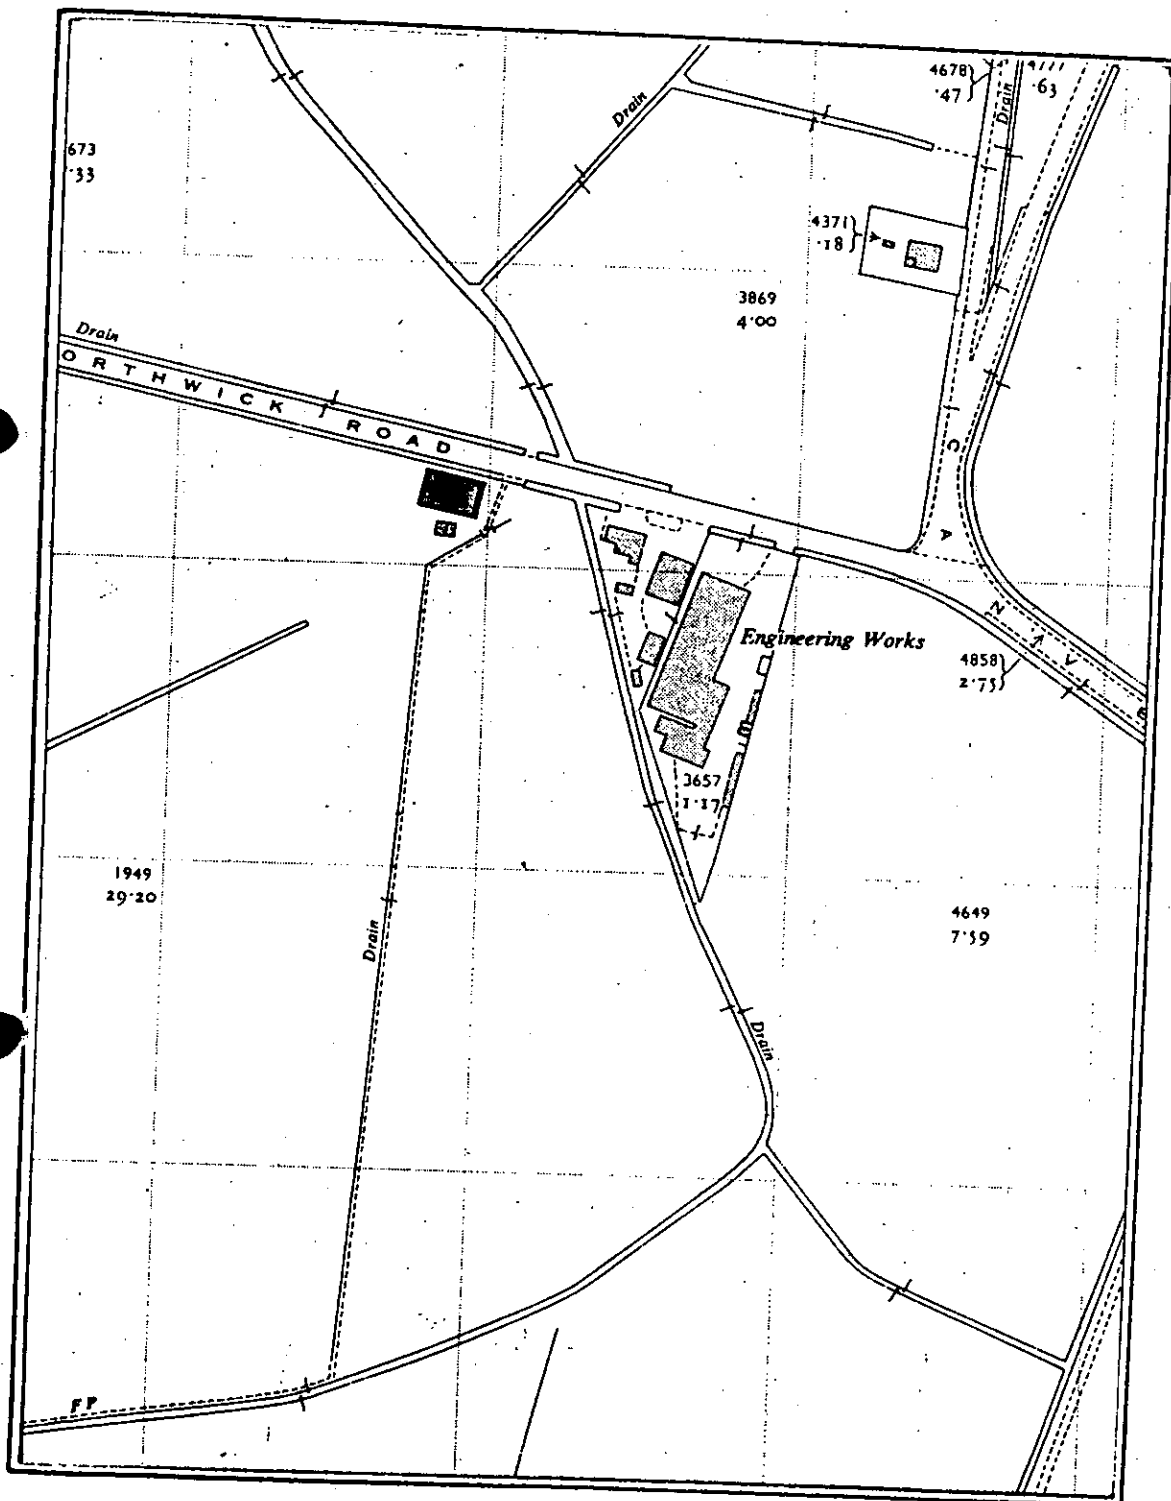 4678
·47
Drain
·63
Drain
673
·33
4371
·18
3869
4·00
Drain
ORTHWICK ROAD
C
A
N
V
E
Engineering Works
4858
2·75
3657
1·17
1949
29·20
4649
7·59
Drain
Drain
FP